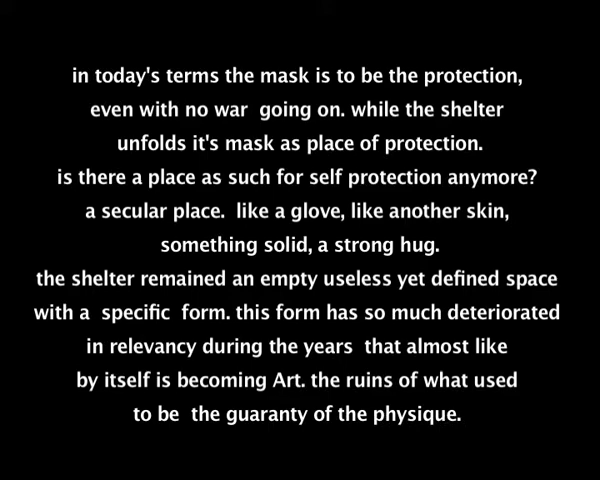 in today's terms the mask is to be the protection,
even with no war  going on. while the shelter
unfolds it's mask as place of protection.
is there a place as such for self protection anymore?
a secular place.  like a glove, like another skin,
something solid, a strong hug.
the shelter remained an empty useless yet defined space
with a  specific  form. this form has so much deteriorated
in relevancy during the years  that almost like
by itself is becoming Art. the ruins of what used
to be  the guaranty of the physique.